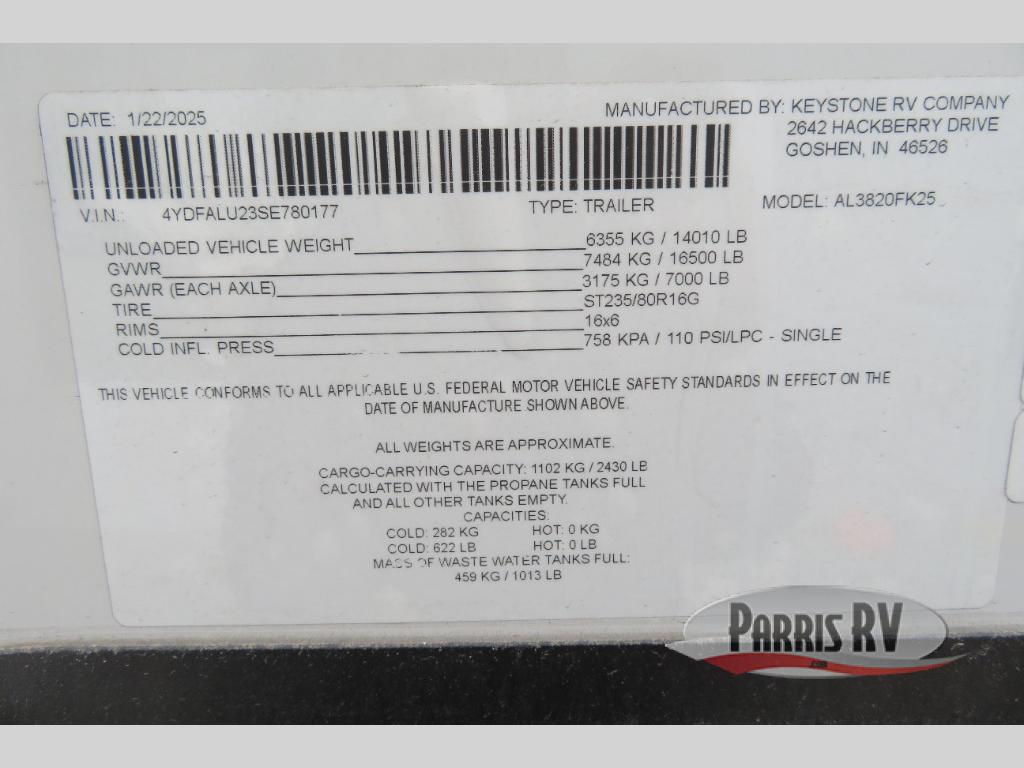 DATE: 1/22/2025
MANUFACTURED BY: KEYSTONE RV COMPANY
2642 HACKBERRY DRIVE
GOSHEN, IN 46526
V.I.N.: 4YDFALU23SE780177 TYPE: TRAILER MODEL: AL3820FK25
UNLOADED VEHICLE WEIGHT 6355 KG / 14010 LB
GVWR 7484 KG / 16500 LB
GAWR (EACH AXLE) 3175 KG / 7000 LB
TIRE ST235/80R16G
RIMS 16x6
COLD INFL. PRESS 758 KPA / 110 PSI/LPC - SINGLE
THIS VEHICLE CONFORMS TO ALL APPLICABLE U.S. FEDERAL MOTOR VEHICLE SAFETY STANDARDS IN EFFECT ON THE
DATE OF MANUFACTURE SHOWN ABOVE.
ALL WEIGHTS ARE APPROXIMATE.
CARGO-CARRYING CAPACITY: 1102 KG / 2430 LB
CALCULATED WITH THE PROPANE TANKS FULL
AND ALL OTHER TANKS EMPTY.
CAPACITIES:
COLD: 282 KG HOT: 0 KG
COLD: 622 LB HOT: 0 LB
MASS OF WASTE WATER TANKS FULL:
459 KG / 1013 LB
PARRIS RV
.com